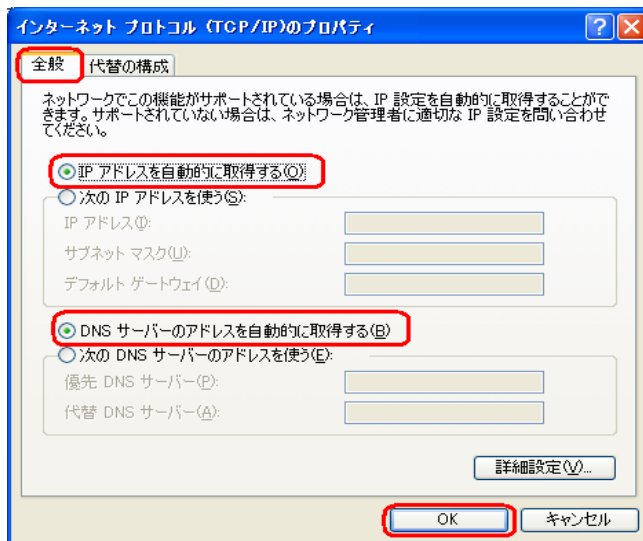 インターネット プロトコル (TCP/IP)のプロパティ
全般
代替の構成
ネットワークでこの機能がサポートされている場合は、IP 設定を自動的に取得することがで
きます。サポートされていない場合は、ネットワーク管理者に適切な IP 設定を問い合わせ
てください。
IP アドレスを自動的に取得する(O)
次の IP アドレスを使う(S):
IP アドレス(I):
サブネット マスク(U):
デフォルト ゲートウェイ(D):
DNS サーバーのアドレスを自動的に取得する(B)
次の DNS サーバーのアドレスを使う(E):
優先 DNS サーバー(P):
代替 DNS サーバー(A):
詳細設定(V)...
OK
キャンセル